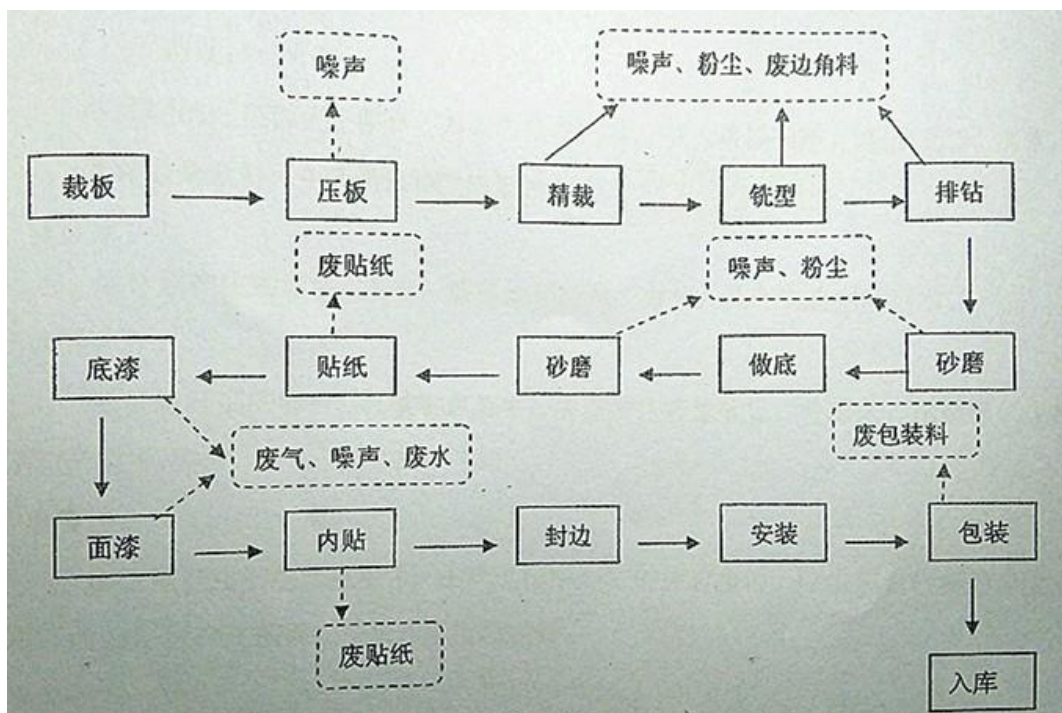 噪声
噪声、粉尘、废边角料
裁板
压板
精裁
铣型
排钻
废贴纸
噪声、粉尘
底漆
贴纸
砂磨
做底
砂磨
废气、噪声、废水
废包装料
面漆
内贴
封边
安装
包装
废贴纸
入库